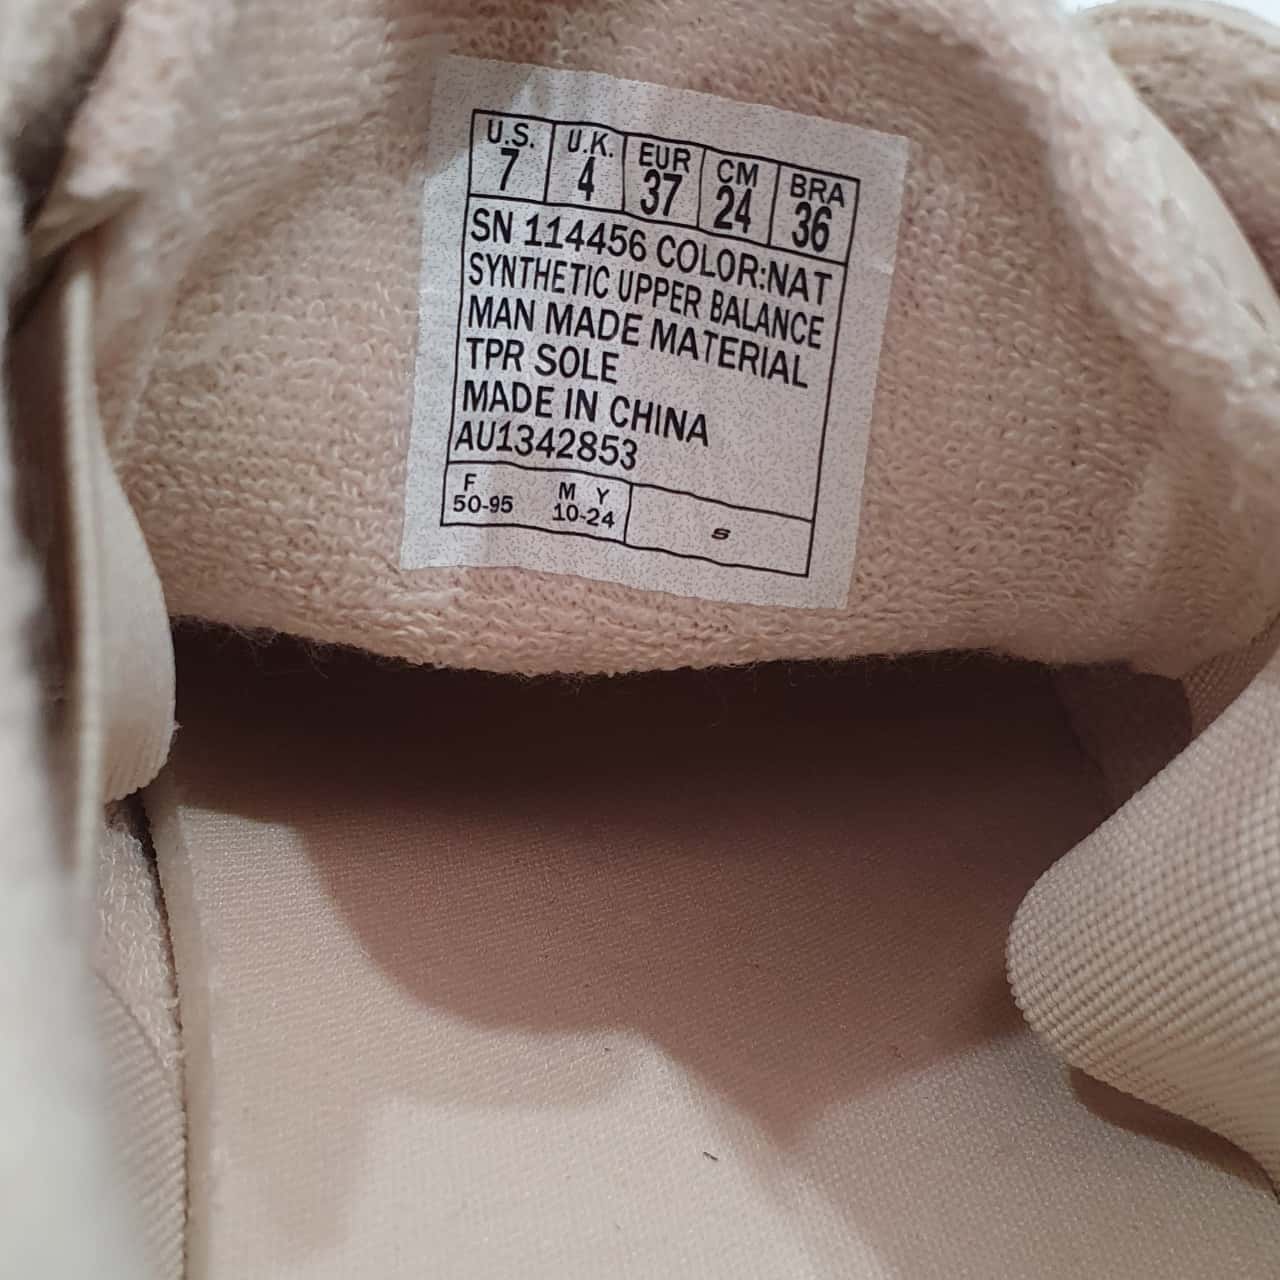 U.S. U.K. EUR CM BRA
7 4 37 24 36
SN 114456 COLOR:NAT
SYNTHETIC UPPER BALANCE
MAN MADE MATERIAL
TPR SOLE
MADE IN CHINA
AU1342853
F M Y
50-95 10-24 S